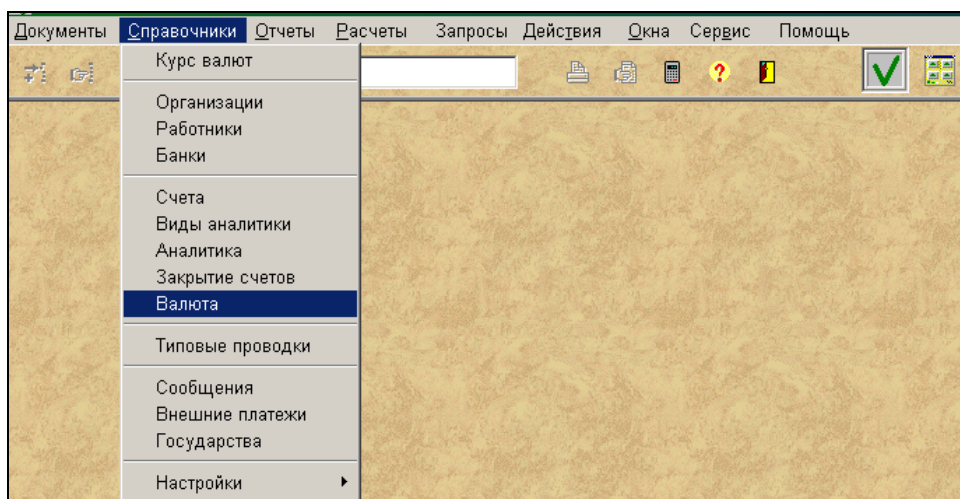 Документы Справочники Отчеты Расчеты Запросы Действия Окна Сервис Помощь
Курс валют
Организации
Работники
Банки
Счета
Виды аналитики
Аналитика
Закрытие счетов
Валюта
Типовые проводки
Сообщения
Внешние платежи
Государства
Настройки